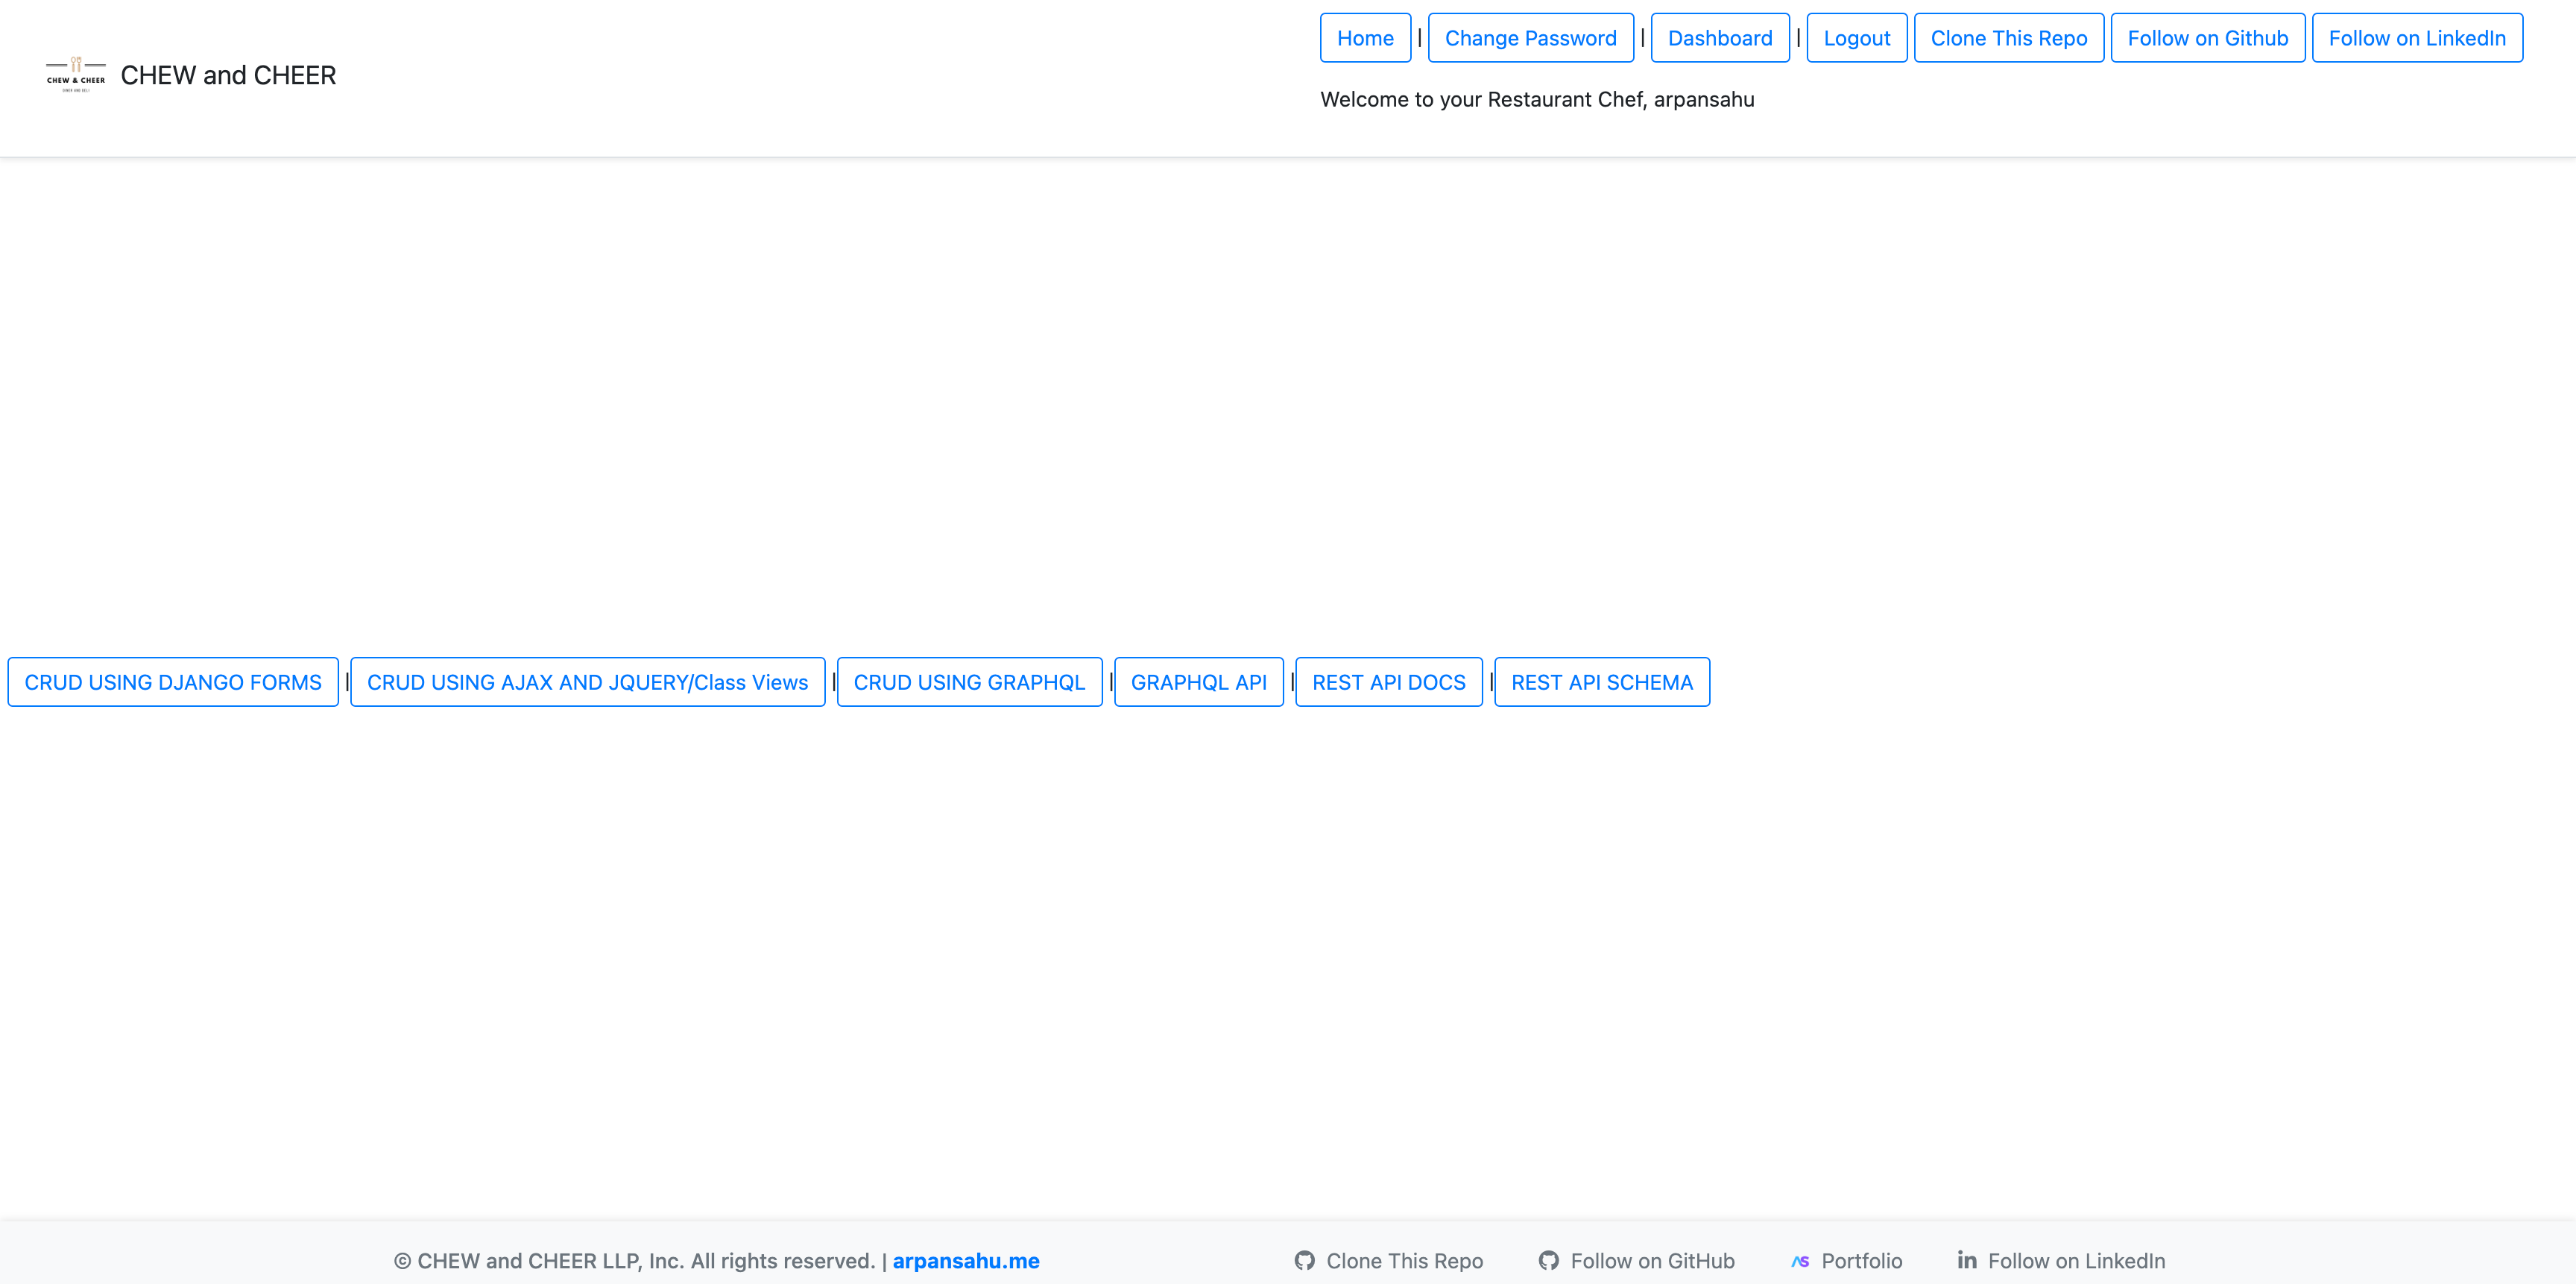 CHEW & CHEER
DINER AND DELI
CHEW and CHEER
Home | Change Password | Dashboard | Logout Clone This Repo Follow on Github Follow on LinkedIn
Welcome to your Restaurant Chef, arpansahu
CRUD USING DJANGO FORMS | CRUD USING AJAX AND JQUERY/Class Views | CRUD USING GRAPHQL | GRAPHQL API | REST API DOCS | REST API SCHEMA
© CHEW and CHEER LLP, Inc. All rights reserved. | arpansahu.me
Clone This Repo Follow on GitHub AS Portfolio in Follow on LinkedIn